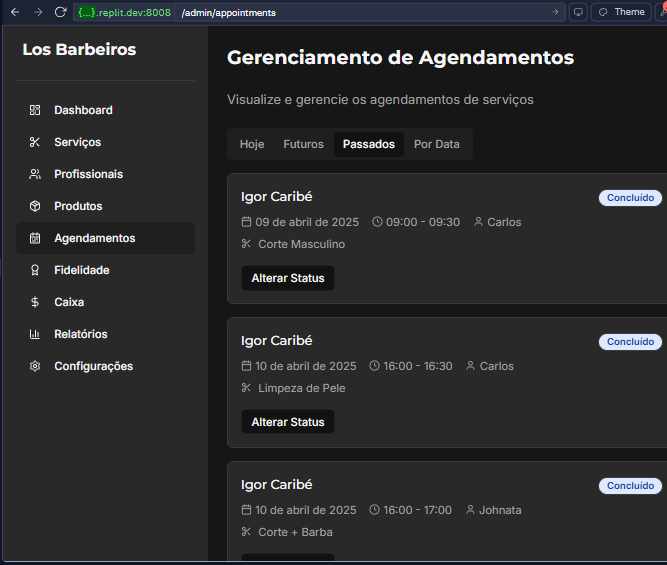 {...}.replit.dev:8008 /admin/appointments
Theme
Los Barbeiros
Dashboard
Serviços
Profissionais
Produtos
Agendamentos
Fidelidade
Caixa
Relatórios
Configurações
Gerenciamento de Agendamentos
Visualize e gerencie os agendamentos de serviços
Hoje Futuros Passados Por Data
Igor Caribé
Concluído
09 de abril de 2025 09:00 - 09:30 Carlos
Corte Masculino
Alterar Status
Igor Caribé
Concluído
10 de abril de 2025 16:00 - 16:30 Carlos
Limpeza de Pele
Alterar Status
Igor Caribé
Concluído
10 de abril de 2025 16:00 - 17:00 Johnata
Corte + Barba